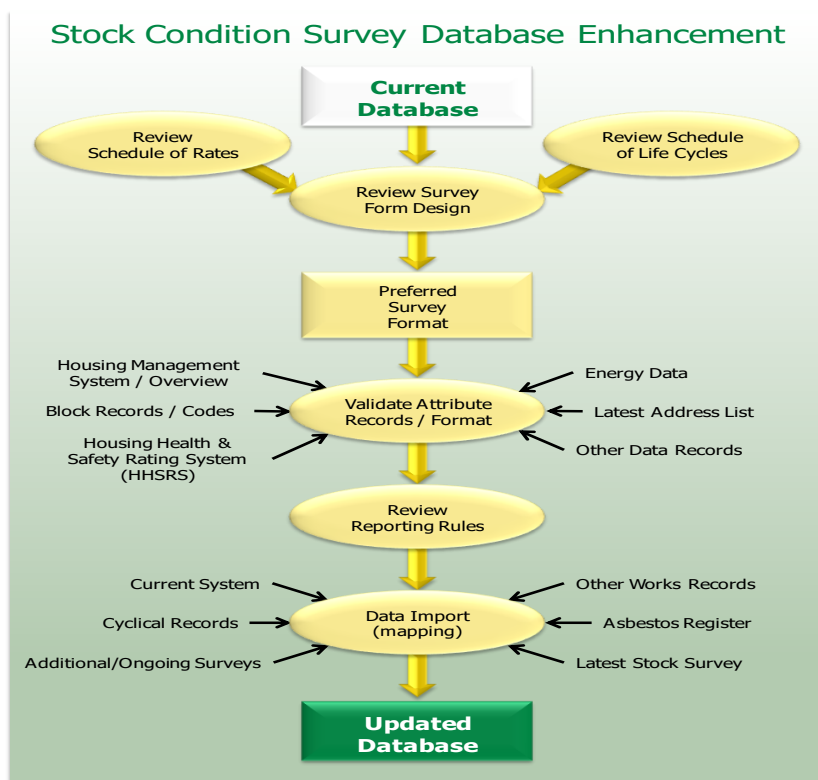 Stock Condition Survey Database Enhancement
Current
Database
Review
Schedule of Rates
Review Schedule
of Life Cycles
Review Survey
Form Design
Preferred
Survey
Format
Housing Management
System / Overview
Block Records / Codes
Housing Health &
Safety Rating System
(HHSRS)
Validate Attribute
Records / Format
Energy Data
Latest Address List
Other Data Records
Review
Reporting Rules
Current System
Cyclical Records
Additional/Ongoing Surveys
Data Import
(mapping)
Other Works Records
Asbestos Register
Latest Stock Survey
Updated
Database